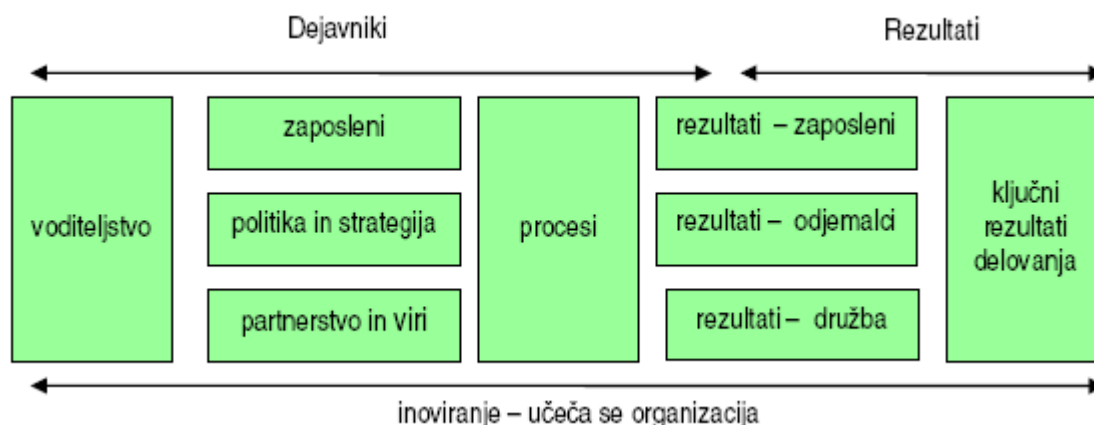 Dejavniki
Rezultati
voditeljstvo
zaposleni
politika in strategija
partnerstvo in viri
procesi
rezultati – zaposleni
rezultati – odjemalci
rezultati – družba
ključni
rezultati
delovanja
inoviranje – učeča se organizacija